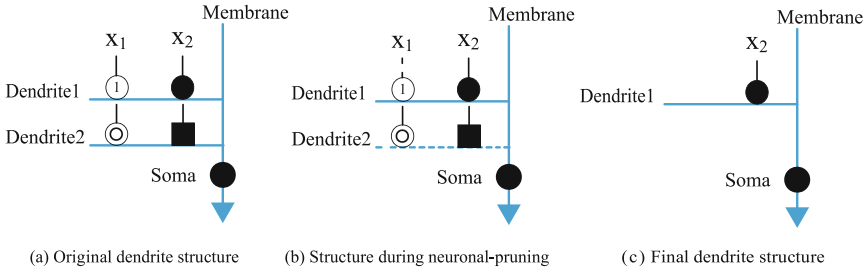 Membrane
x₁ x₂
1
Dendrite1
Dendrite2
Soma
(a) Original dendrite structure
Membrane
x₁ x₂
1
Dendrite1
Dendrite2
Soma
(b) Structure during neuronal-pruning
Membrane
x₂
Dendrite1
Soma
(c) Final dendrite structure